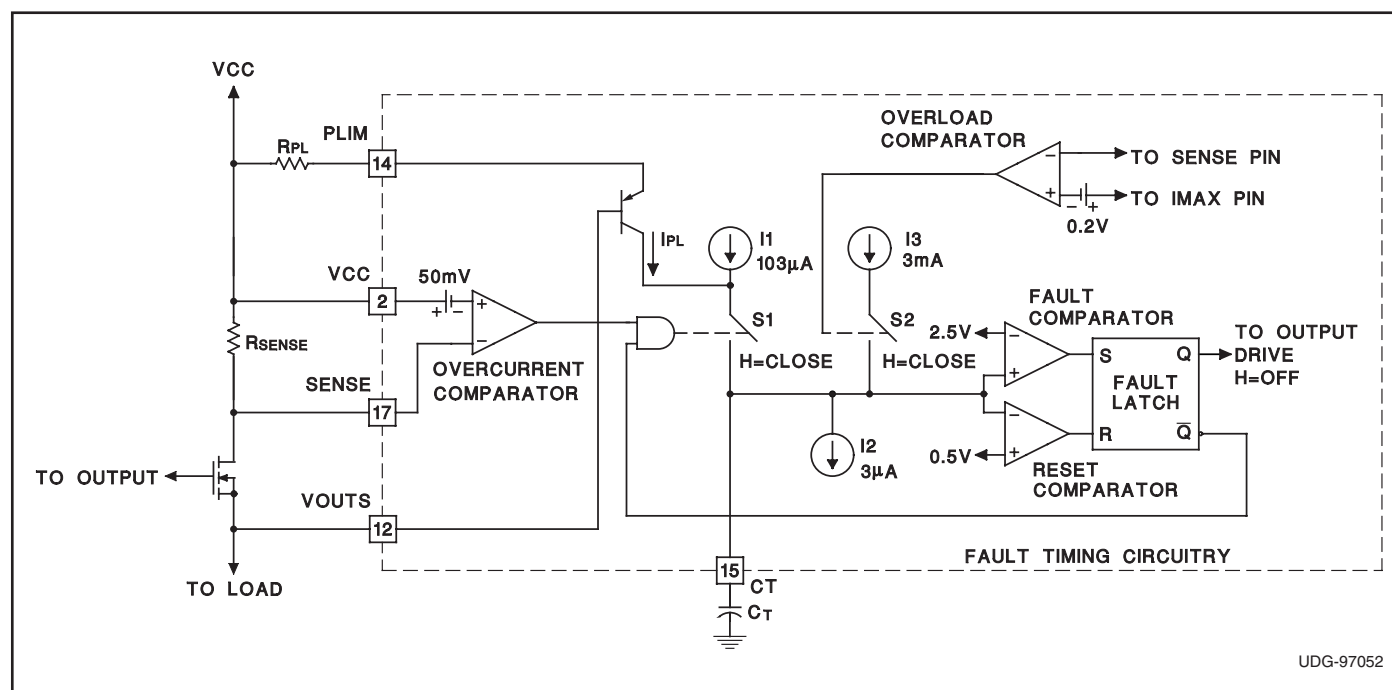 VCC
RPL
PLIM
14
OVERLOAD
COMPARATOR
−
+
TO SENSE PIN
− +
TO IMAX PIN
0.2V
IPL
I1
103µA
I3
3mA
VCC
2
50mV
+ −
+
−
OVERCURRENT
COMPARATOR
RSENSE
SENSE
17
S1
H=CLOSE
S2
H=CLOSE
FAULT
COMPARATOR
2.5V
−
+
S
Q
FAULT
LATCH
R
Q
TO OUTPUT
DRIVE
H=OFF
−
+
0.5V
RESET
COMPARATOR
I2
3µA
TO OUTPUT
VOUTS
12
TO LOAD
FAULT TIMING CIRCUITRY
15
CT
CT
UDG-97052